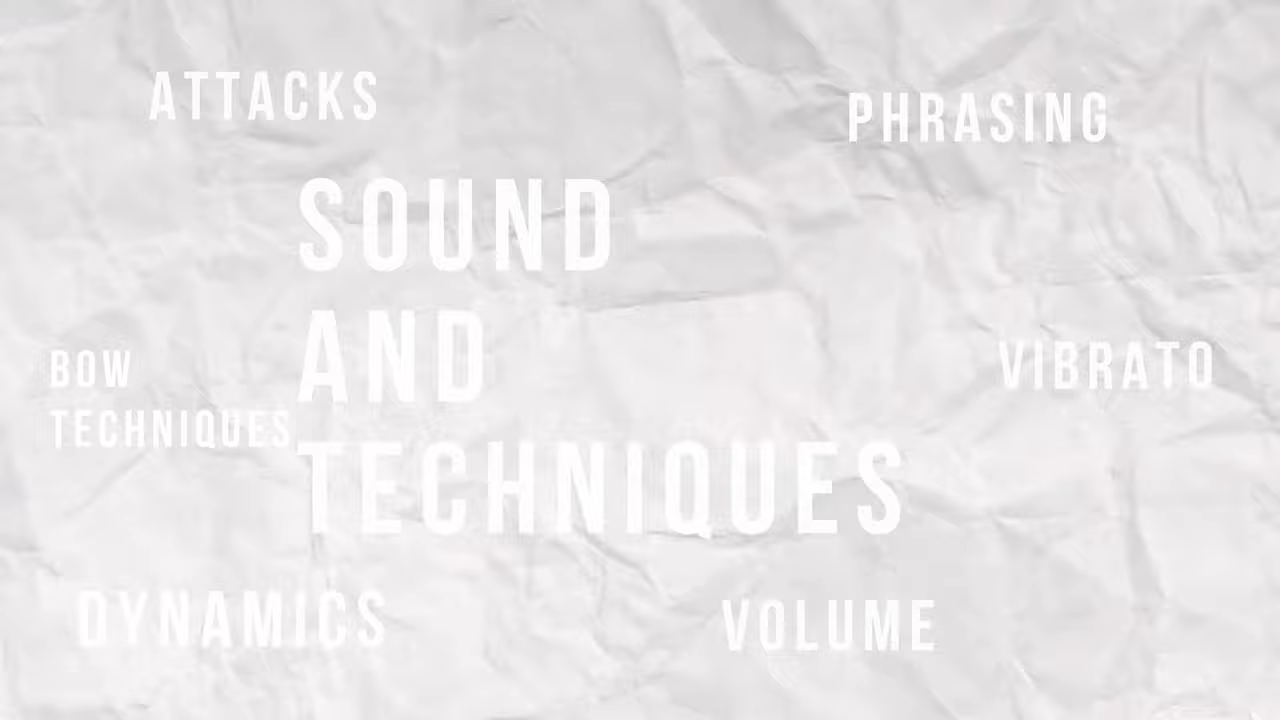 ATTACKS
PHRASING
SOUND
AND
TECHNIQUES
BOW
TECHNIQUES
VIBRATO
DYNAMICS
VOLUME